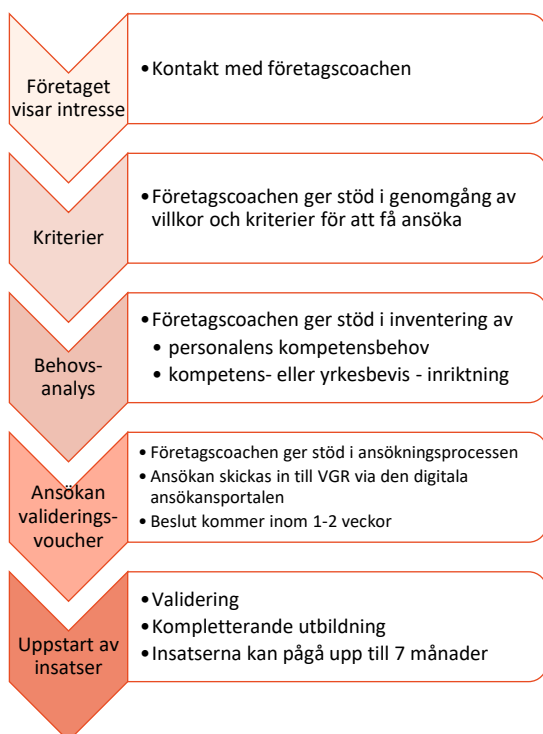 Företaget
visar intresse
•Kontakt med företagscoachen
Kriterier
•Företagscoachen ger stöd i genomgång av
villkor och kriterier för att få ansöka
Behovs-
analys
•Företagscoachen ger stöd i inventering av
• personalens kompetensbehov
• kompetens- eller yrkesbevis - inriktning
Ansökan
validerings-
voucher
•Företagscoachen ger stöd i ansökningsprocessen
•Ansökan skickas in till VGR via den digitala
ansökansportalen
•Beslut kommer inom 1-2 veckor
Uppstart av
insatser
•Validering
•Kompletterande utbildning
•Insatserna kan pågå upp till 7 månader